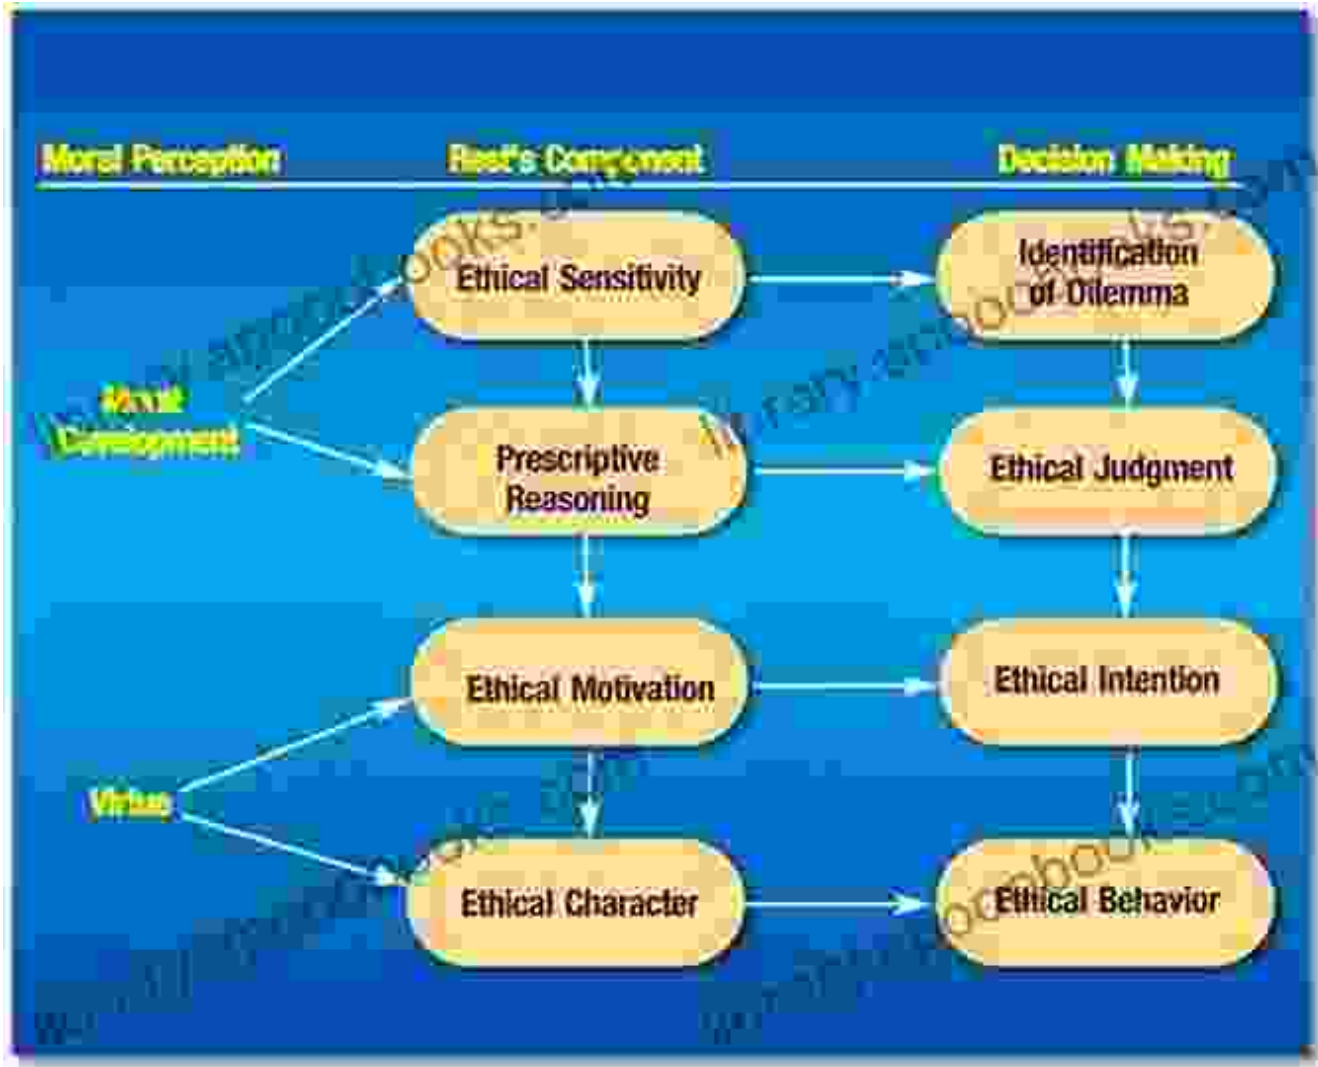 Moral Perception Rest's Component Decision Making
Ethical Sensitivity
Identification
of Dilemma
Moral
Development
Prescriptive
Reasoning
Ethical Judgment
Ethical Motivation
Ethical Intention
Virtue
Ethical Character
Ethical Behavior